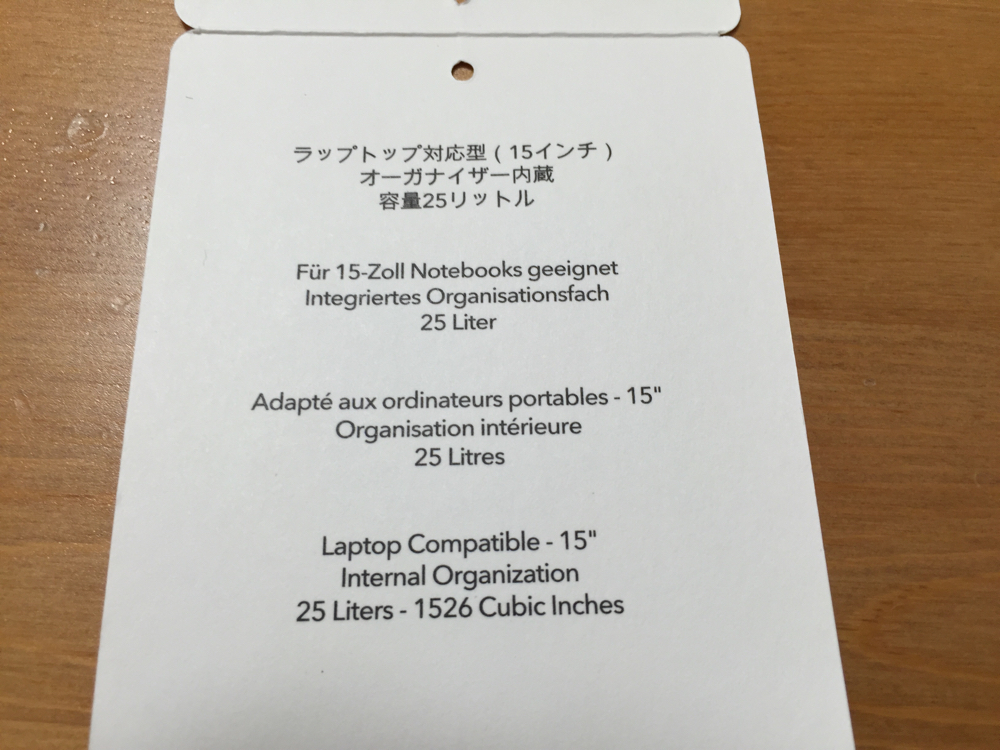 ラップトップ対応型 ( 15インチ )
オーガナイザー内蔵
容量25リットル
Für 15-Zoll Notebooks geeignet
Integriertes Organisationsfach
25 Liter
Adapté aux ordinateurs portables - 15"
Organisation intérieure
25 Litres
Laptop Compatible - 15"
Internal Organization
25 Liters - 1526 Cubic Inches